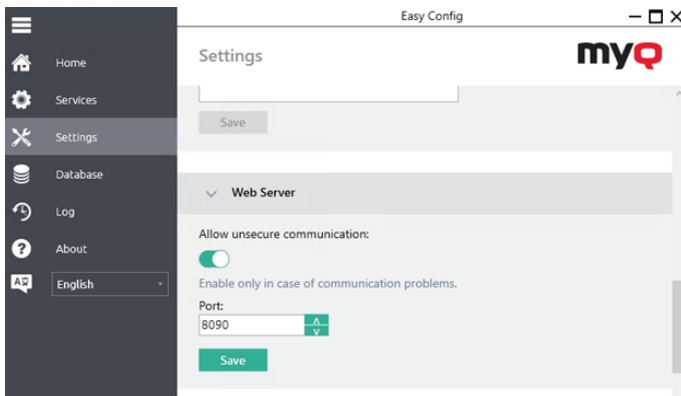 Easy Config
Home
Services
Settings
Database
Log
About
English
Settings
myQ
Save
Web Server
Allow unsecure communication:
Enable only in case of communication problems.
Port:
8090
Save